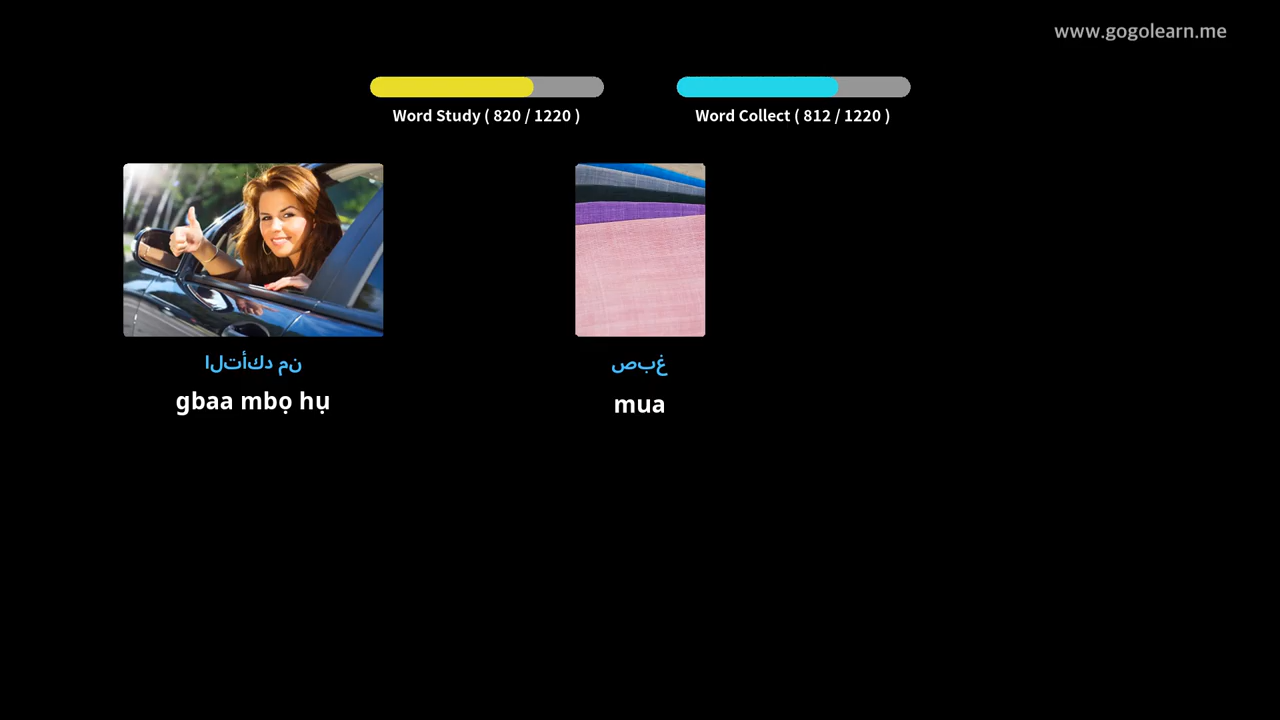 www.gogolearn.me
Word Study ( 820 / 1220 )
Word Collect ( 812 / 1220 )
التأكد من
gbaa mbọ hụ
صبغ
mua